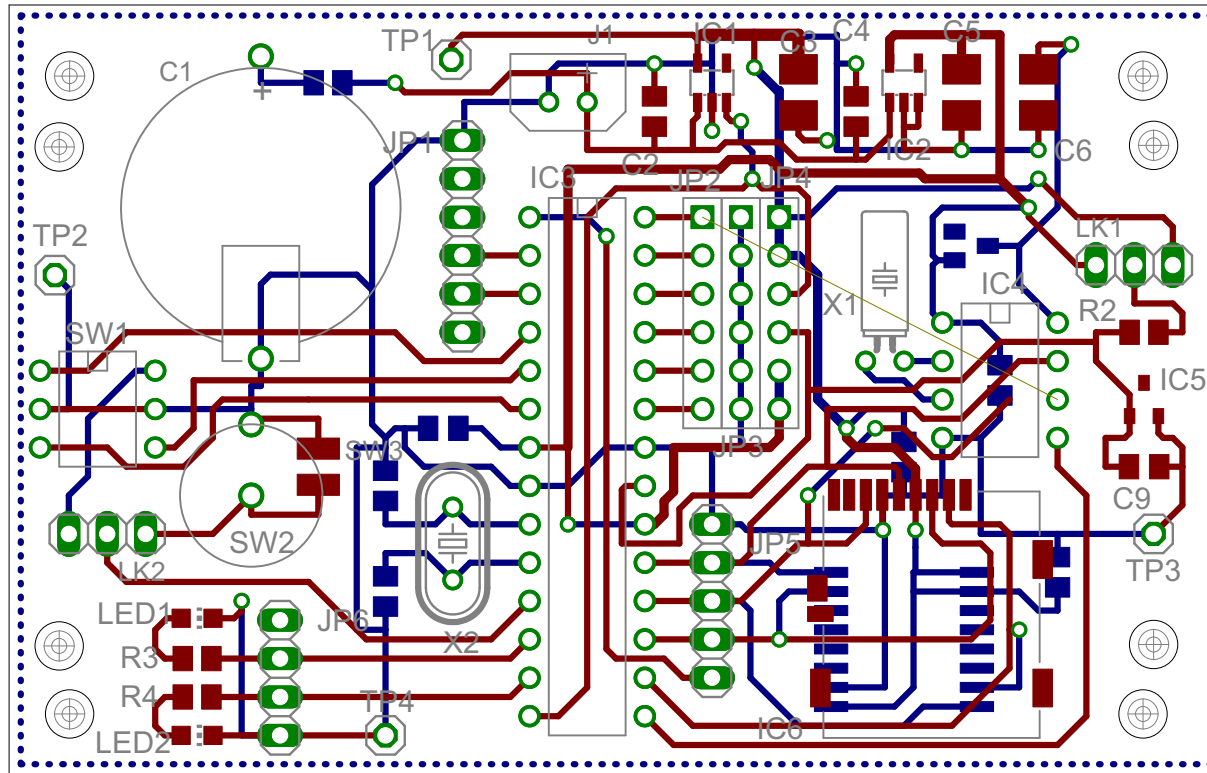 TP1
J1
IC1
C3
C4
C5
C1
+
JP1
C2
IC2
C6
IC3
JP2
JP4
TP2
LK1
X1
IC4
R2
SW1
IC5
SW3
JP3
C9
SW2
LK2
JP5
TP3
LED1
JP6
R3
X2
R4
TP4
LED2
IC6